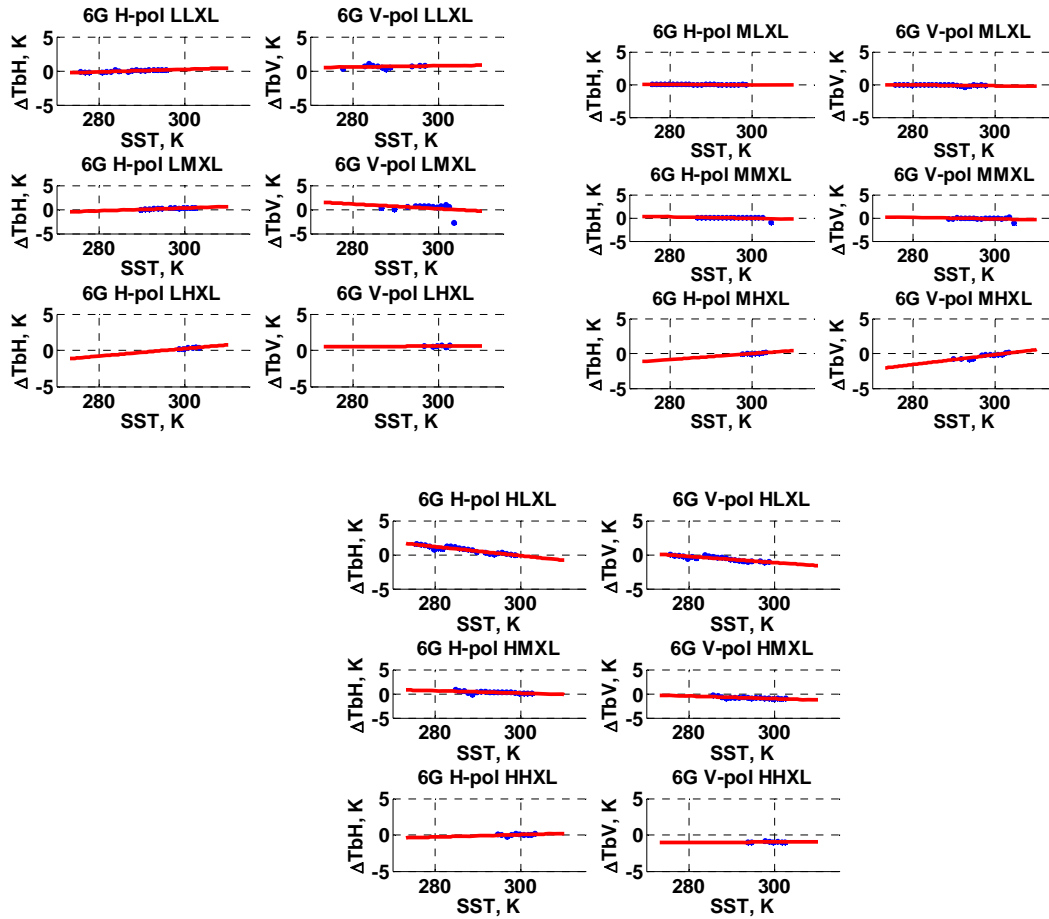 6G H-pol LLXL
ΔTbH, K
5
0
-5
280
300
SST, K
6G V-pol LLXL
ΔTbV, K
5
0
-5
280
300
SST, K
6G H-pol LMXL
ΔTbH, K
5
0
-5
280
300
SST, K
6G V-pol LMXL
ΔTbV, K
5
0
-5
280
300
SST, K
6G H-pol LHXL
ΔTbH, K
5
0
-5
280
300
SST, K
6G V-pol LHXL
ΔTbV, K
5
0
-5
280
300
SST, K
6G H-pol MLXL
ΔTbH, K
5
0
-5
280
300
SST, K
6G V-pol MLXL
ΔTbV, K
5
0
-5
280
300
SST, K
6G H-pol MMXL
ΔTbH, K
5
0
-5
280
300
SST, K
6G V-pol MMXL
ΔTbV, K
5
0
-5
280
300
SST, K
6G H-pol MHXL
ΔTbH, K
5
0
-5
280
300
SST, K
6G V-pol MHXL
ΔTbV, K
5
0
-5
280
300
SST, K
6G H-pol HLXL
ΔTbH, K
5
0
-5
280
300
SST, K
6G V-pol HLXL
ΔTbV, K
5
0
-5
280
300
SST, K
6G H-pol HMXL
ΔTbH, K
5
0
-5
280
300
SST, K
6G V-pol HMXL
ΔTbV, K
5
0
-5
280
300
SST, K
6G H-pol HHXL
ΔTbH, K
5
0
-5
280
300
SST, K
6G V-pol HHXL
ΔTbV, K
5
0
-5
280
300
SST, K